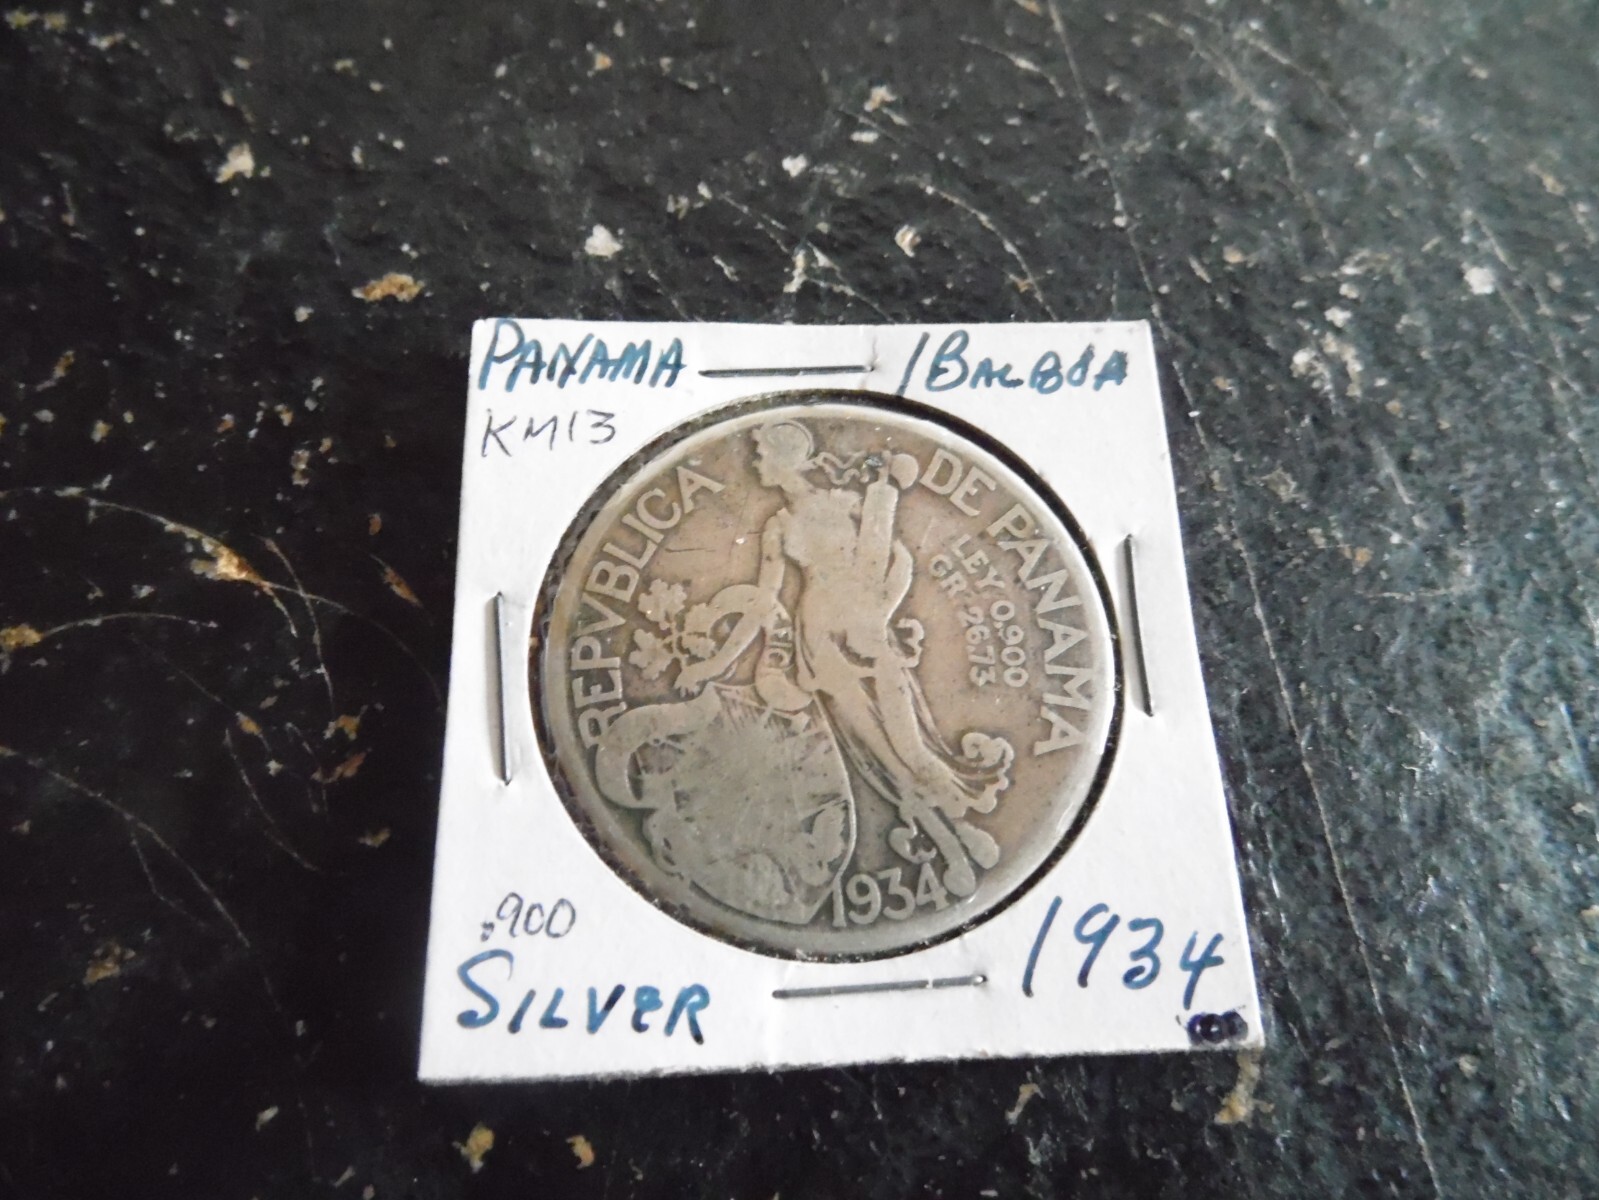 PANAMA — 1 BALBOA
KM13
REPVBLICA DE PANAMA
LEY 0.900
GR. 26.73
1934
.900
SILVER
1934